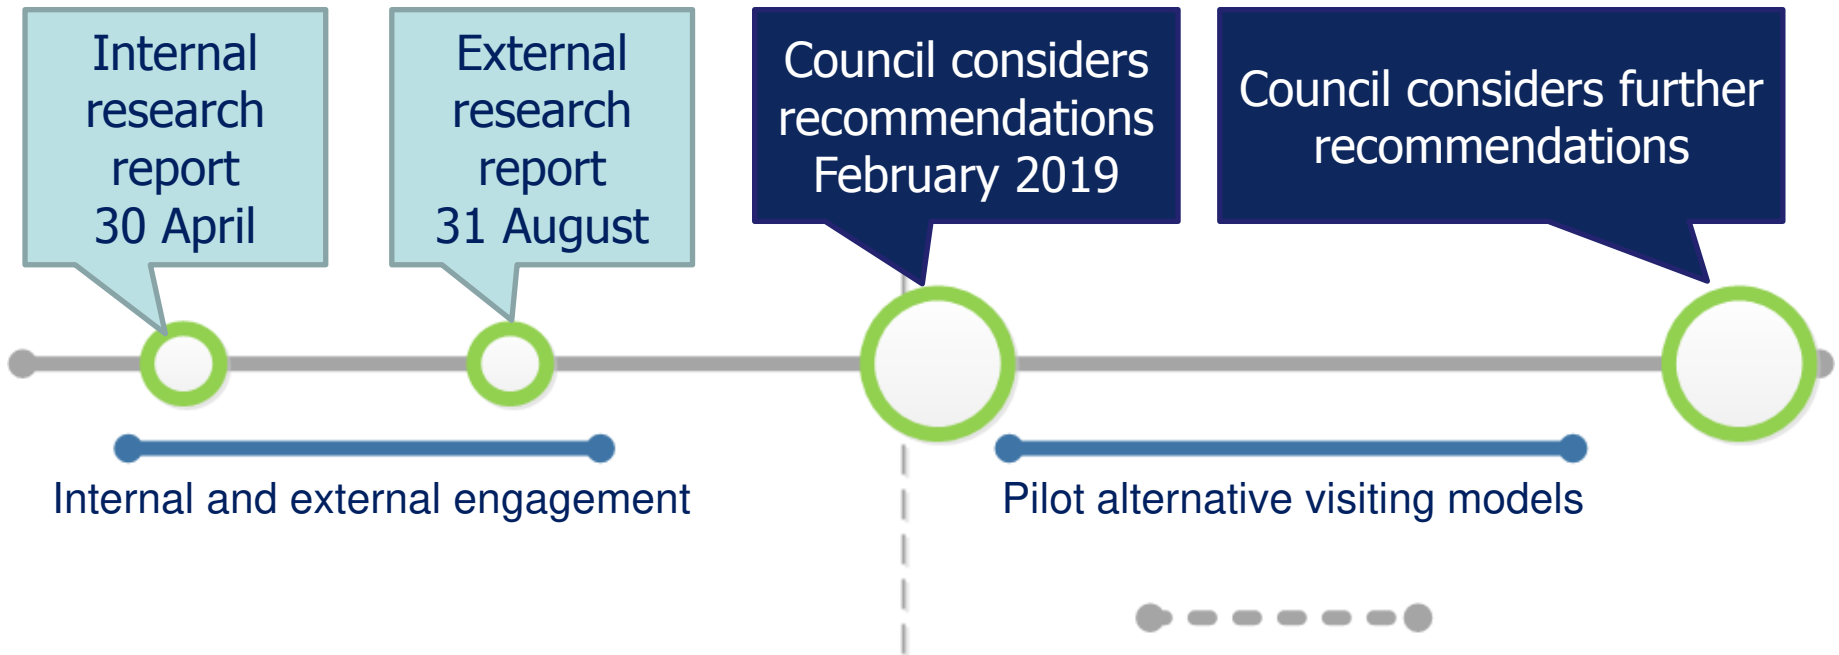 Internal
research
report
30 April
External
research
report
31 August
Council considers
recommendations
February 2019
Council considers further
recommendations
Internal and external engagement
Pilot alternative visiting models